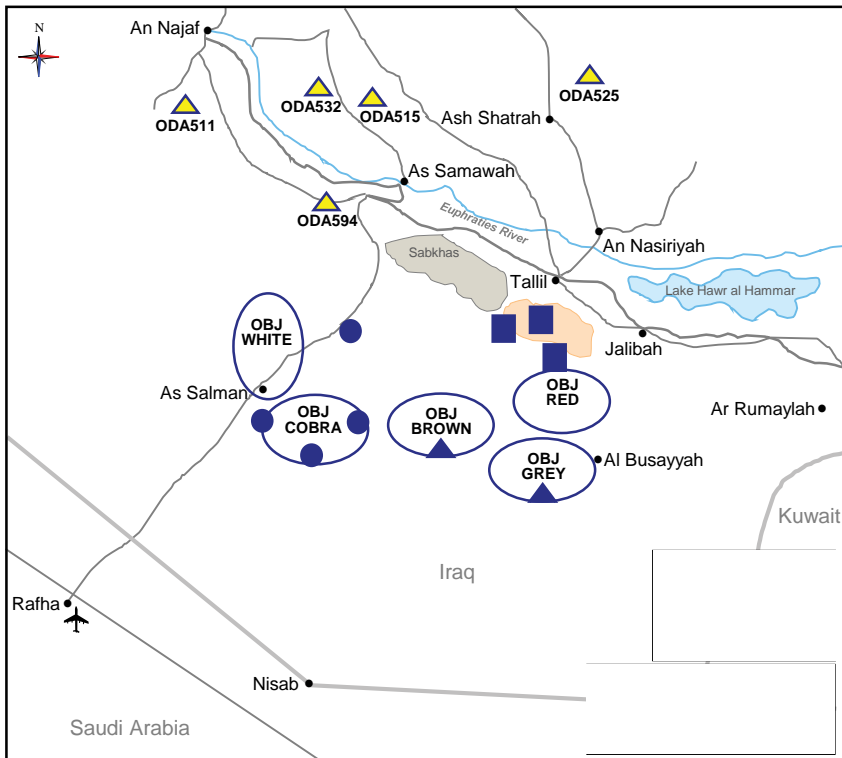 An Najaf
N
ODA525
ODA532
ODA515
ODA511
Ash Shatrah
As Samawah
ODA594
Euphraties River
An Nasiriyah
Sabkhas
Tallil
Lake Hawr al Hammar
OBJ
WHITE
Jalibah
As Salman
OBJ
RED
OBJ
COBRA
OBJ
BROWN
Ar Rumaylah
OBJ
GREY
Al Busayyah
Kuwait
Iraq
Rafha
Nisab
Saudi Arabia